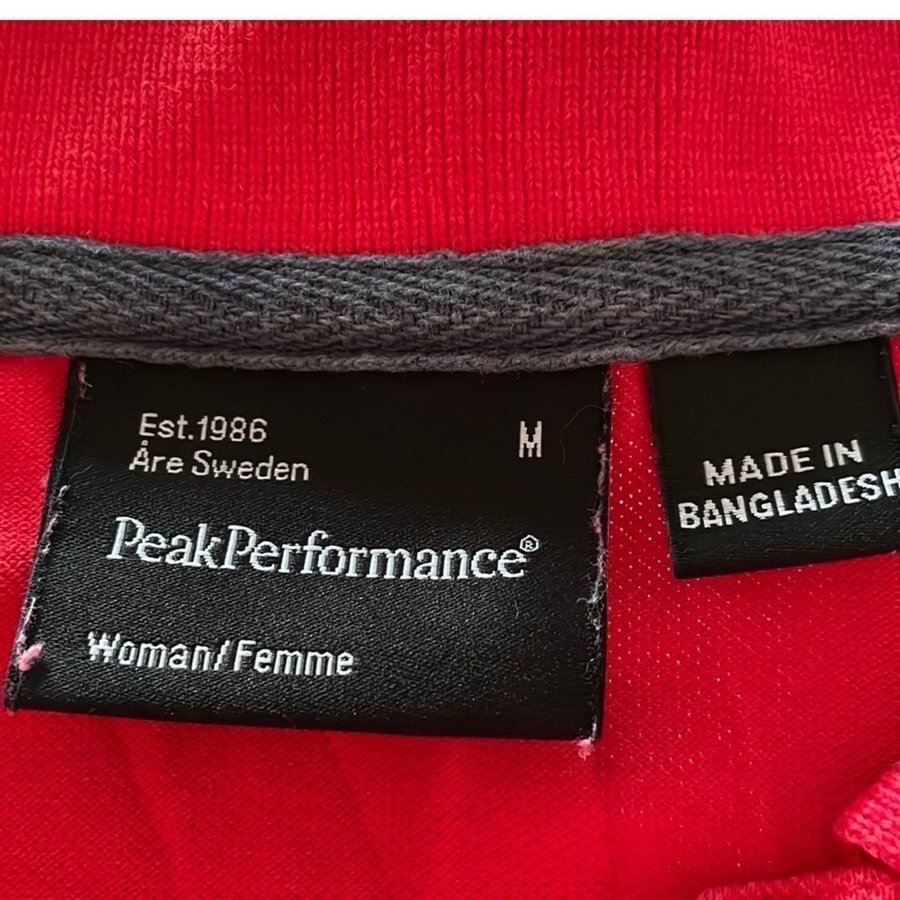 Est.1986
Åre Sweden
M
PeakPerformance®
Woman/Femme
MADE IN
BANGLADESH